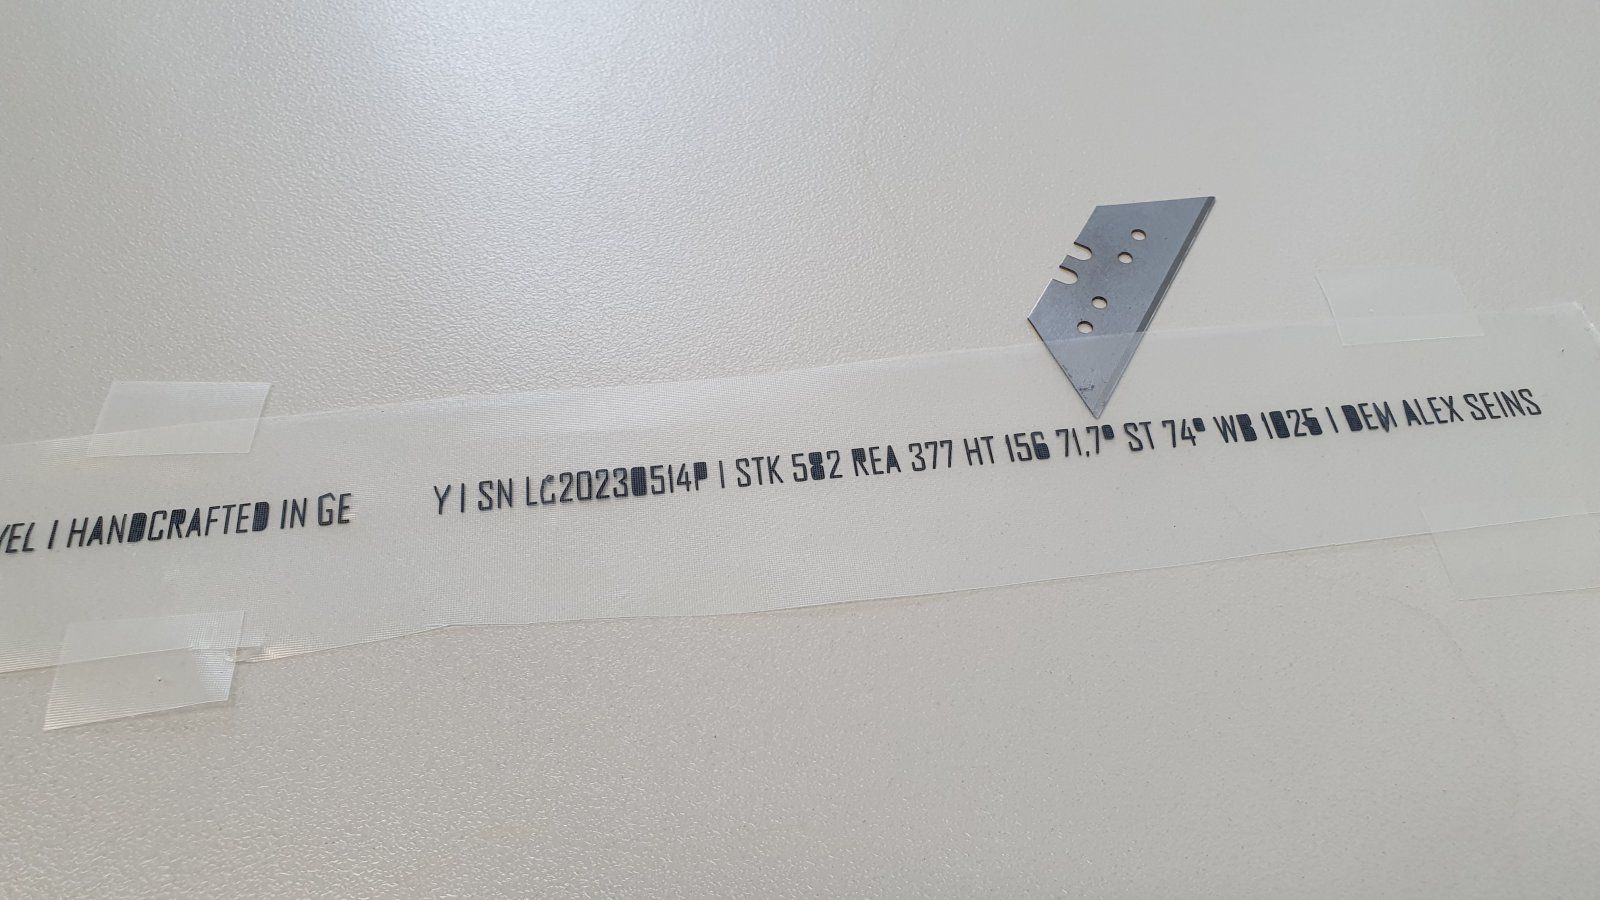 VEL | HANDCRAFTED IN GE Y | SN LC20230514P | STK 582 REA 377 HT 156 71,7° ST 74° WB 1025 | DEM ALEX SEINS